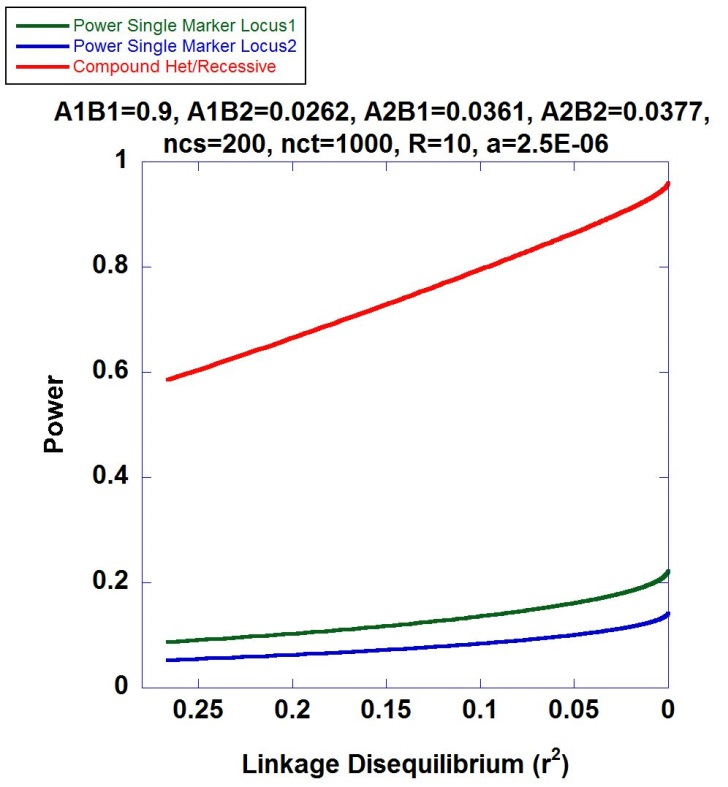 Power Single Marker Locus1
Power Single Marker Locus2
Compound Het/Recessive
A1B1=0.9, A1B2=0.0262, A2B1=0.0361, A2B2=0.0377,
ncs=200, nct=1000, R=10, a=2.5E-06
1
0.8
0.6
0.4
0.2
0
Power
0.25 0.2 0.15 0.1 0.05 0
Linkage Disequilibrium (r²)